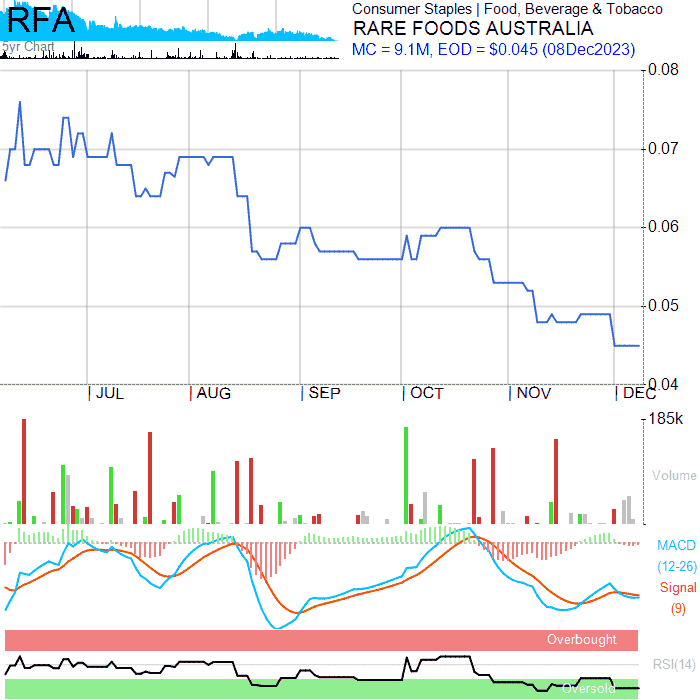 RFA
5yr Chart
Consumer Staples | Food, Beverage & Tobacco
RARE FOODS AUSTRALIA
MC = 9.1M, EOD = $0.045 (08Dec2023)
0.08
0.07
0.06
0.05
0.04
JUL AUG SEP OCT NOV DEC
185k
Volume
MACD
(12-26)
Signal
(9)
Overbought
RSI(14)
Oversold